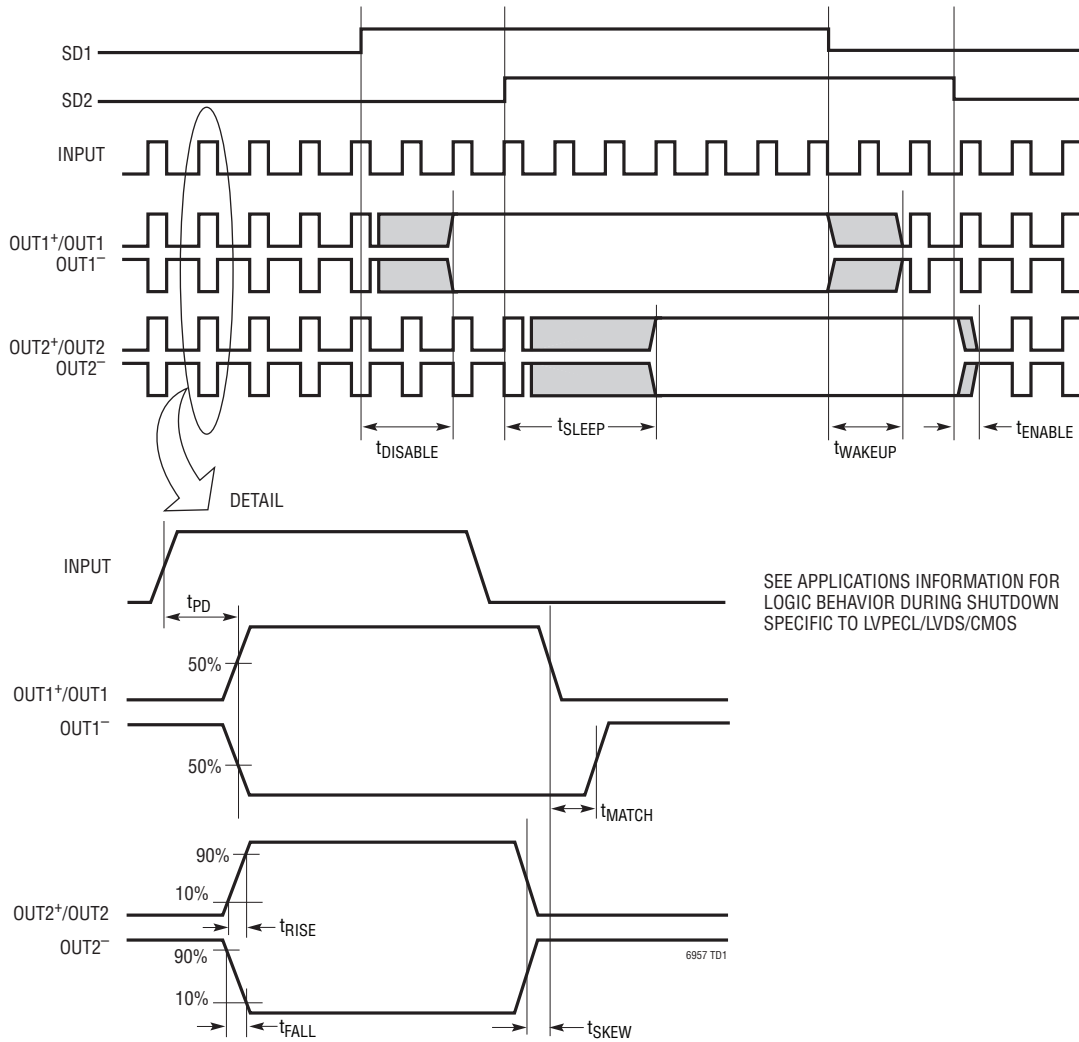 SD1
SD2
INPUT
OUT1+/OUT1
OUT1–
OUT2+/OUT2
OUT2–
tDISABLE
tSLEEP
tWAKEUP
tENABLE
DETAIL
INPUT
tPD
SEE APPLICATIONS INFORMATION FOR
LOGIC BEHAVIOR DURING SHUTDOWN
SPECIFIC TO LVPECL/LVDS/CMOS
50%
OUT1+/OUT1
OUT1–
50%
tMATCH
90%
10%
OUT2+/OUT2
tRISE
OUT2–
90%
6957 TD1
10%
tFALL
tSKEW